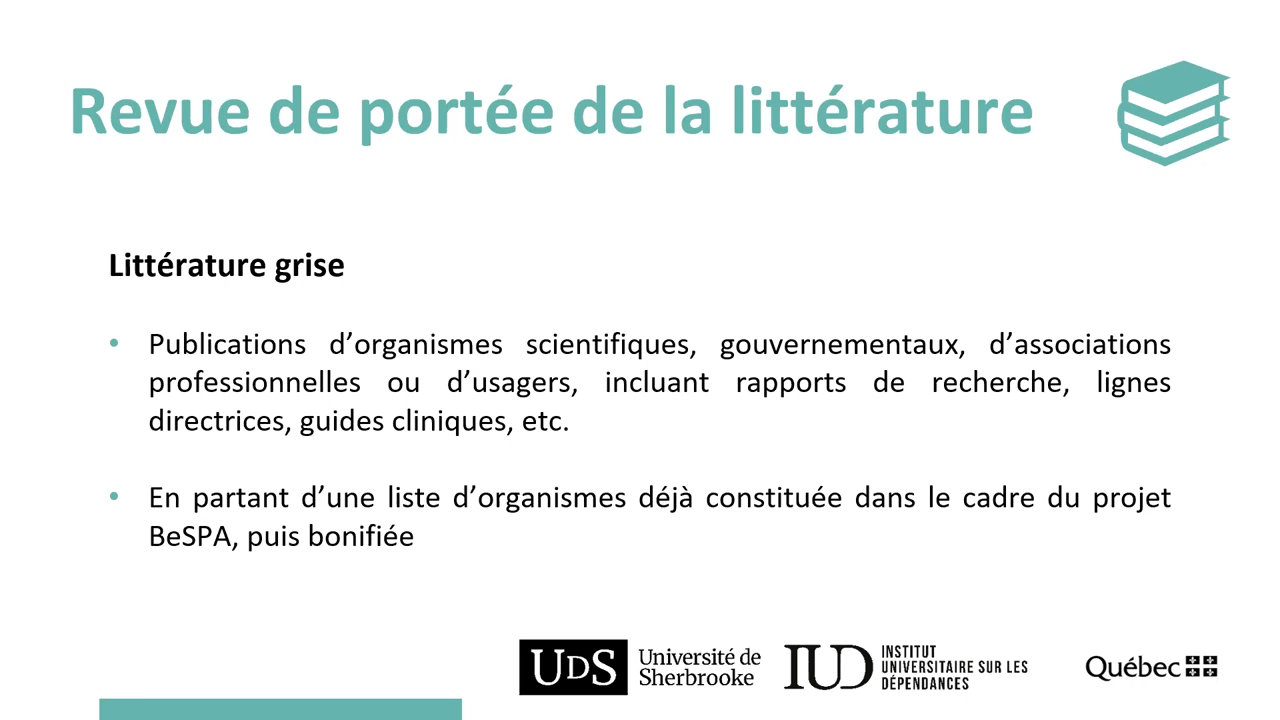 Revue de portée de la littérature
Littérature grise
• Publications d’organismes scientifiques, gouvernementaux, d’associations
professionnelles ou d’usagers, incluant rapports de recherche, lignes
directrices, guides cliniques, etc.
• En partant d’une liste d’organismes déjà constituée dans le cadre du projet
BeSPA, puis bonifiée
UDS Université de
Sherbrooke
IUD INSTITUT
UNIVERSITAIRE SUR LES
DÉPENDANCES
Québec